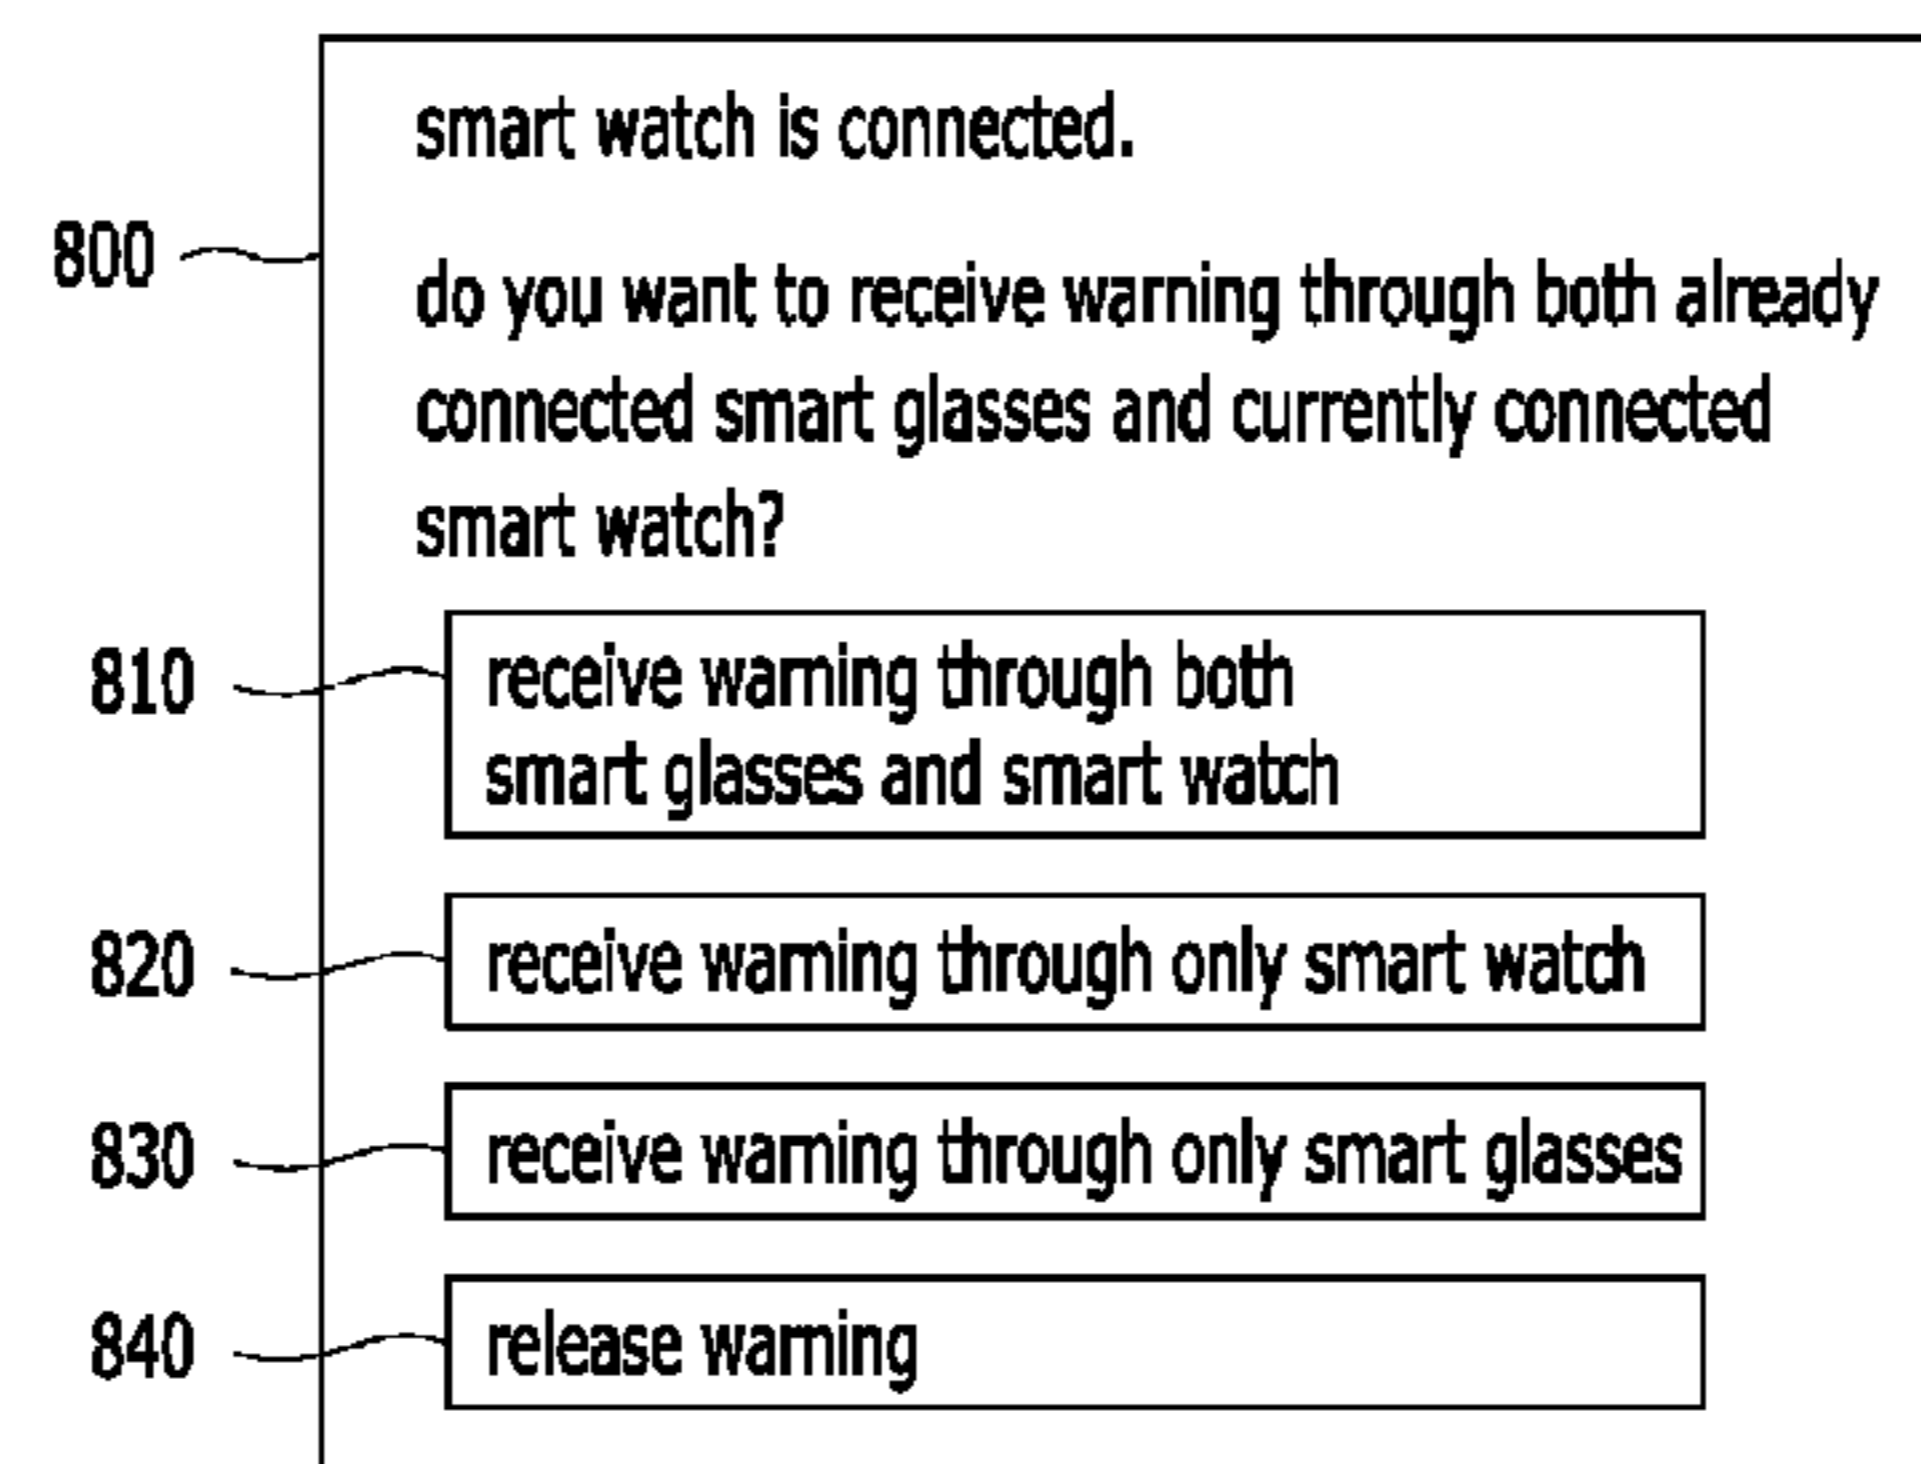 smart watch is connected.
800
do you want to receive warning through both already
connected smart glasses and currently connected
smart watch?
810
receive warning through both
smart glasses and smart watch
820
receive warning through only smart watch
830
receive warning through only smart glasses
840
release warning